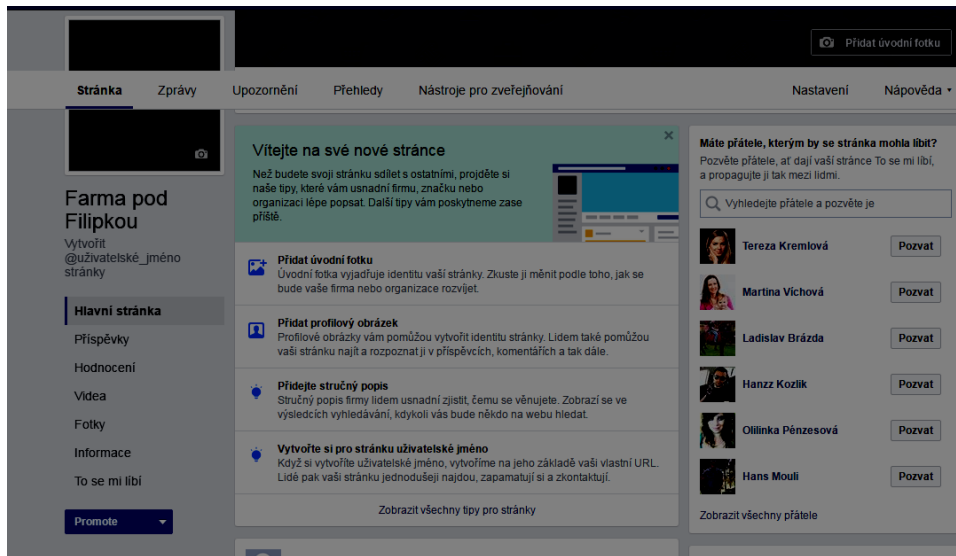 Přidat úvodní fotku
Stránka
Zprávy
Upozornění
Přehledy
Nástroje pro zveřejňování
Nastavení
Nápověda
Farma pod
Filipkou
Vytvořit
@uživatelské_jméno
stránky
Hlavní stránka
Příspěvky
Hodnocení
Videa
Fotky
Informace
To se mi líbí
Promote
Vítejte na své nové stránce
Než budete svoji stránku sdílet s ostatními, projděte si
naše tipy, které vám usnadní firmu, značku nebo
organizaci lépe popsat. Další tipy vám poskytneme zase
příště.
Přidat úvodní fotku
Úvodní fotka vyjadřuje identitu vaší stránky. Zkuste ji měnit podle toho, jak se
bude vaše firma nebo organizace rozvíjet.
Přidat profilový obrázek
Profilové obrázky vám pomůžou vytvořit identitu stránky. Lidem také pomůžou
vaši stránku najít a rozpoznat ji v příspěvcích, komentářích a tak dále.
Přidejte stručný popis
Stručný popis firmy lidem usnadní zjistit, čemu se věnujete. Zobrazí se ve
výsledcích vyhledávání, kdykoli vás bude někdo na webu hledat.
Vytvořte si pro stránku uživatelské jméno
Když si vytvoříte uživatelské jméno, vytvoříme na jeho základě vaši vlastní URL.
Lidé pak vaši stránku jednodušeji najdou, zapamatují si a zkontaktují.
Zobrazit všechny tipy pro stránky
Máte přátele, kterým by se stránka mohla líbit?
Pozvěte přátele, ať dají vaší stránce To se mi líbí,
a propagujte ji tak mezi lidmi.
Vyhledejte přátele a pozvěte je
Tereza Kremlová Pozvat
Martina Víchová Pozvat
Ladislav Brázda Pozvat
Hanzz Kozlik Pozvat
Olilinka Pénzesová Pozvat
Hans Mouli Pozvat
Zobrazit všechny přátele